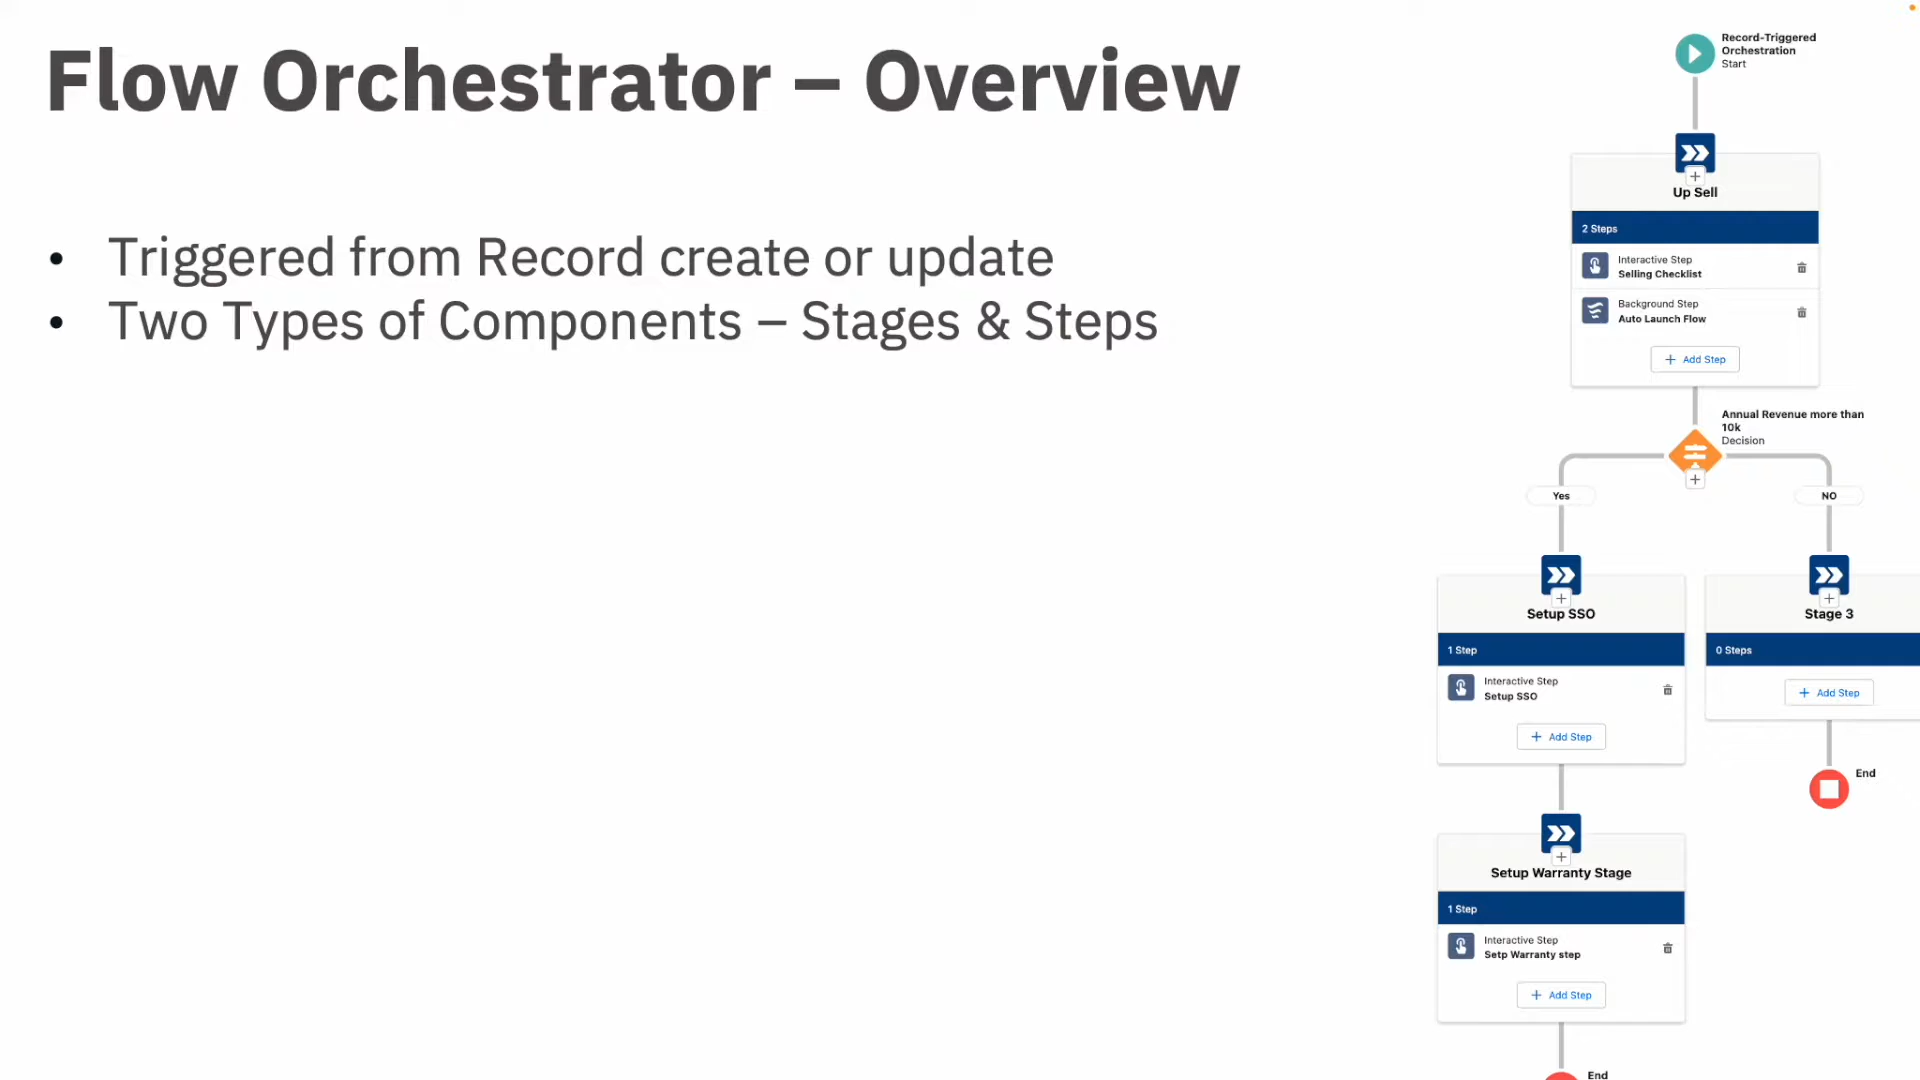 Flow Orchestrator – Overview
• Triggered from Record create or update
• Two Types of Components – Stages & Steps
Record-Triggered
Orchestration
Start
Up Sell
2 Steps
Interactive Step
Selling Checklist
Background Step
Auto Launch Flow
+ Add Step
Annual Revenue more than
10k
Decision
Yes
NO
Setup SSO
1 Step
Interactive Step
Setup SSO
+ Add Step
Stage 3
0 Steps
+ Add Step
End
Setup Warranty Stage
1 Step
Interactive Step
Setp Warranty step
+ Add Step
End